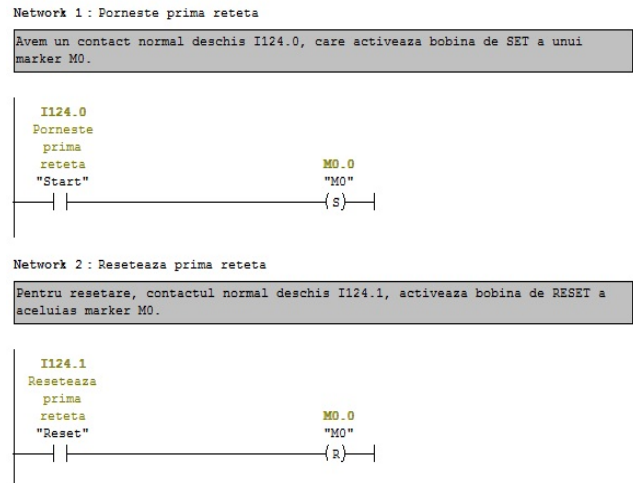 Network 1 : Porneste prima reteta
Avem un contact normal deschis I124.0, care activeaza bobina de SET a unui
marker M0.
I124.0
Porneste
prima
reteta
"Start"
M0.0
"M0"
S
Network 2 : Reseteaza prima reteta
Pentru resetare, contactul normal deschis I124.1, activeaza bobina de RESET a
aceluias marker M0.
I124.1
Reseteaza
prima
reteta
"Reset"
M0.0
"M0"
R